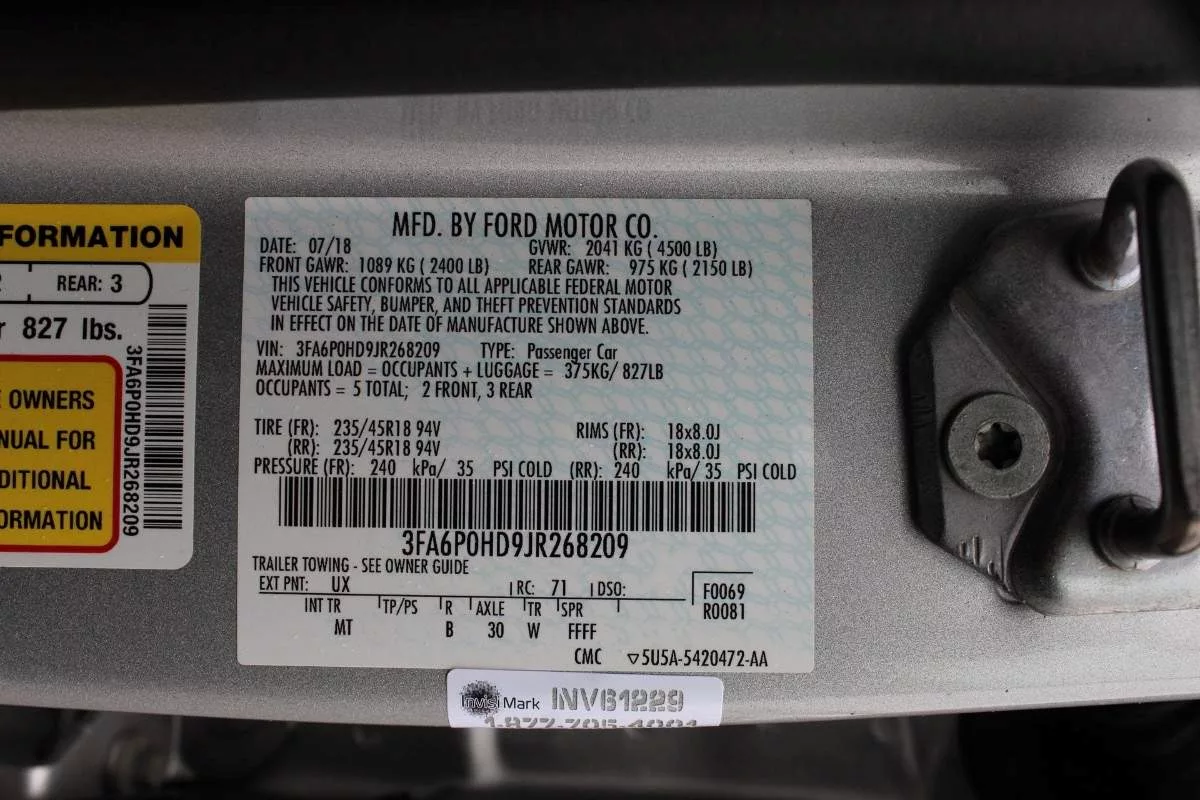 FORMATION
REAR: 3
827 lbs.
OWNERS
NUAL FOR
DITIONAL
ORMATION
3FA6P0HD9JR268209
MFD. BY FORD MOTOR CO.
DATE: 07/18 GVWR: 2041 KG ( 4500 LB)
FRONT GAWR: 1089 KG ( 2400 LB) REAR GAWR: 975 KG ( 2150 LB)
THIS VEHICLE CONFORMS TO ALL APPLICABLE FEDERAL MOTOR
VEHICLE SAFETY, BUMPER, AND THEFT PREVENTION STANDARDS
IN EFFECT ON THE DATE OF MANUFACTURE SHOWN ABOVE.
VIN: 3FA6P0HD9JR268209 TYPE: Passenger Car
MAXIMUM LOAD = OCCUPANTS + LUGGAGE = 375KG/ 827LB
OCCUPANTS = 5 TOTAL; 2 FRONT, 3 REAR
TIRE (FR): 235/45R18 94V RIMS (FR): 18x8.0J
(RR): 235/45R18 94V (RR): 18x8.0J
PRESSURE (FR): 240 kPa/ 35 PSI COLD (RR): 240 kPa/ 35 PSI COLD
3FA6P0HD9JR268209
TRAILER TOWING - SEE OWNER GUIDE
EXT PNT: UX RC: 71 DSO: F0069
INT TR TP/PS R AXLE TR SPR R0081
MT B 30 W FFFF
CMC ▽5U5A-5420472-AA
Invisi Mark INV61229